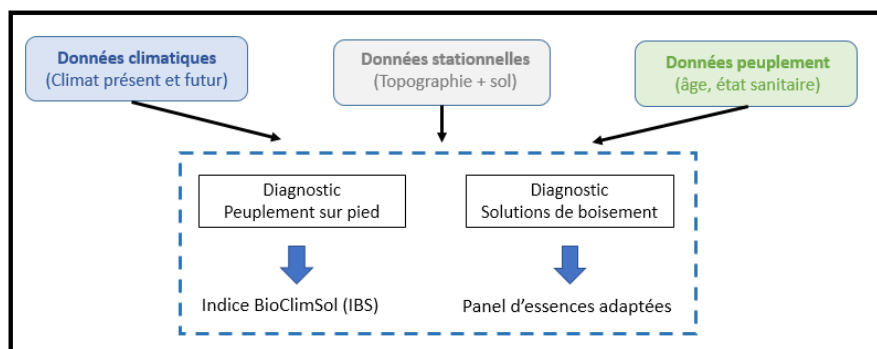 Données climatiques
(Climat présent et futur)
Données stationnelles
(Topographie + sol)
Données peuplement
(âge, état sanitaire)
Diagnostic
Peuplement sur pied
Diagnostic
Solutions de boisement
Indice BioClimSol (IBS)
Panel d'essences adaptées